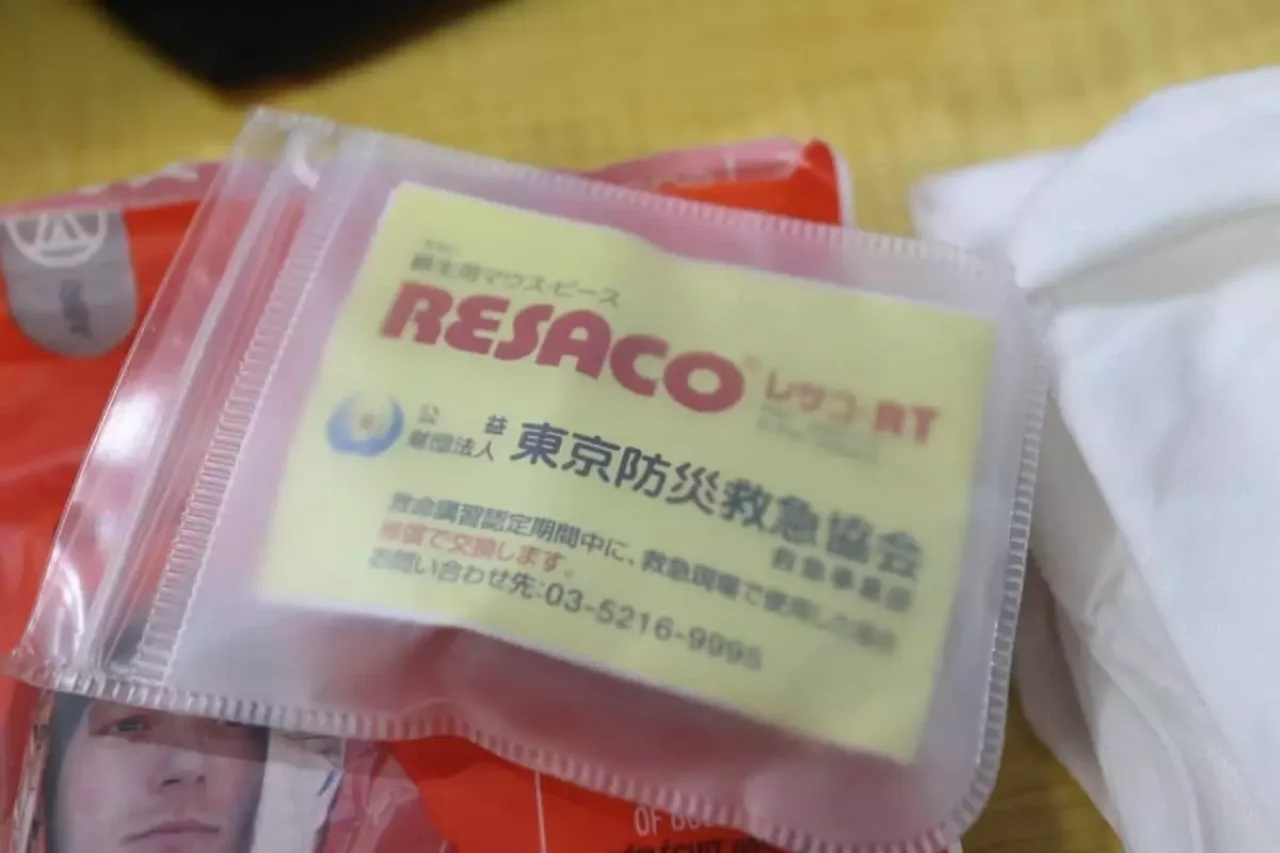 蘇生用マウス・ピース
RESACO
レサコ
RT
公益
財団法人
東京防災救急協会
救急事業部
救命講習認定期間中に、救急現場で使用した場合
無償で交換します。
お問い合わせ先:03-5216-9995
OF